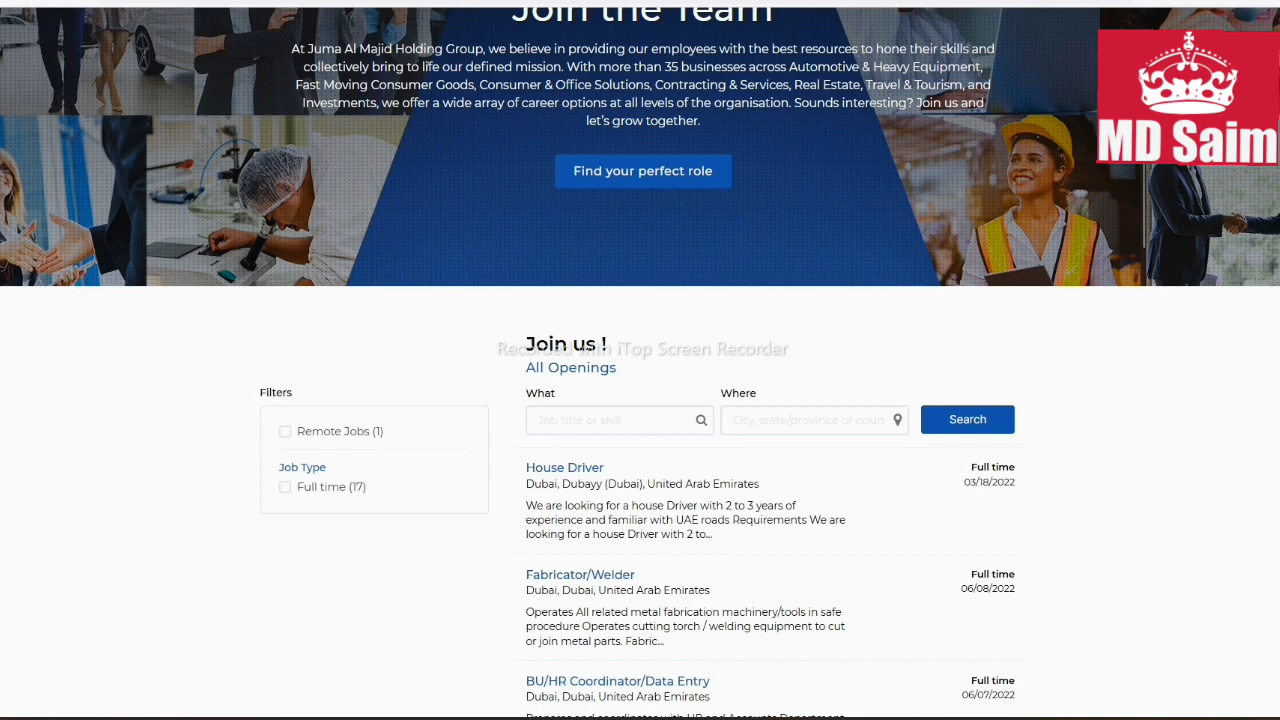 Join the Team
At Juma Al Majid Holding Group, we believe in providing our employees with the best resources to hone their skills and
collectively bring to life our defined mission. With more than 35 businesses across Automotive & Heavy Equipment,
Fast Moving Consumer Goods, Consumer & Office Solutions, Contracting & Services, Real Estate, Travel & Tourism, and
Investments, we offer a wide array of career options at all levels of the organisation. Sounds interesting? Join us and
let's grow together.
Find your perfect role
MD Saim
Join us !
Recorded with iTop Screen Recorder
All Openings
Filters
Remote Jobs (1)
Job Type
Full time (17)
What
Where
Job title or skill
City, state/province or coun
Search
House Driver
Full time
Dubai, Dubayy (Dubai), United Arab Emirates
03/18/2022
We are looking for a house Driver with 2 to 3 years of
experience and familiar with UAE roads Requirements We are
looking for a house Driver with 2 to...
Fabricator/Welder
Full time
Dubai, Dubai, United Arab Emirates
06/08/2022
Operates All related metal fabrication machinery/tools in safe
procedure Operates cutting torch / welding equipment to cut
or join metal parts. Fabric...
BU/HR Coordinator/Data Entry
Full time
Dubai, Dubai, United Arab Emirates
06/07/2022